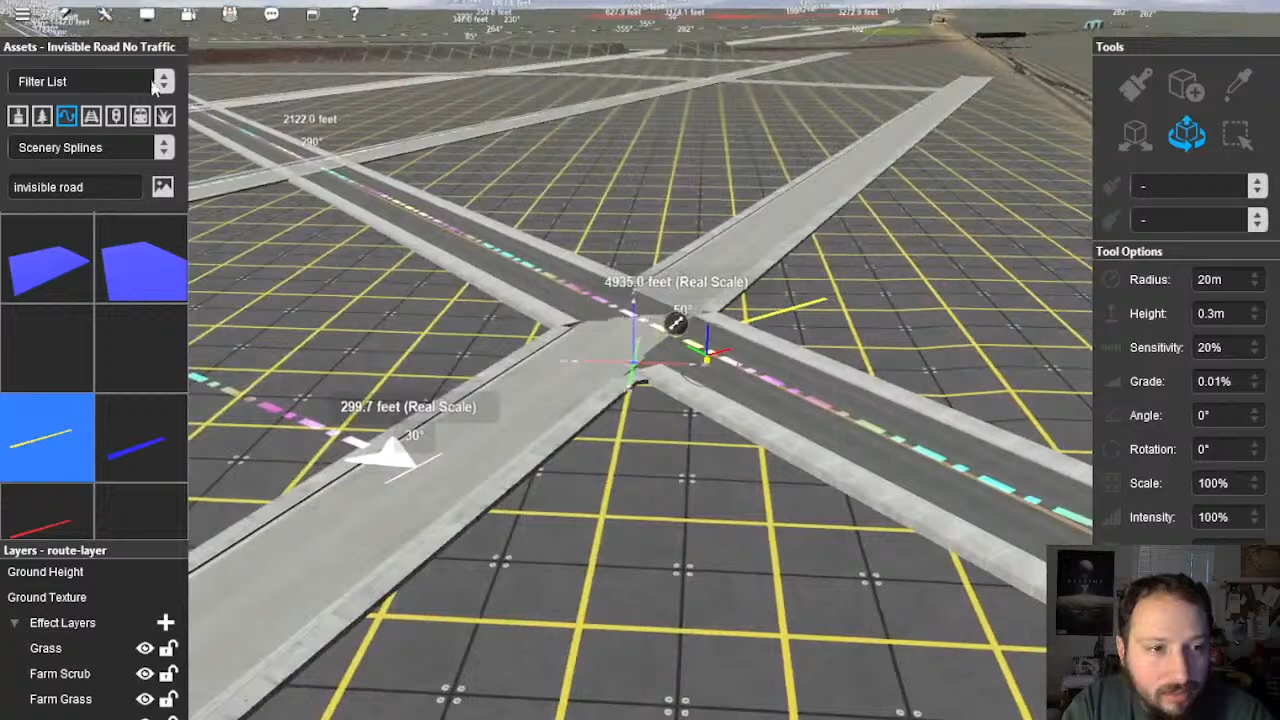 Assets - Invisible Road No Traffic
Filter List
Scenery Splines
invisible road
Layers - route-layer
Ground Height
Ground Texture
Effect Layers
Grass
Farm Scrub
Farm Grass
2122.0 feet
290°
4935.0 feet (Real Scale)
50°
299.7 feet (Real Scale)
30°
Tools
-
-
Tool Options
Radius: 20m
Height: 0.3m
Sensitivity: 20%
Grade: 0.01%
Angle: 0°
Rotation: 0°
Scale: 100%
Intensity: 100%
DESTINY